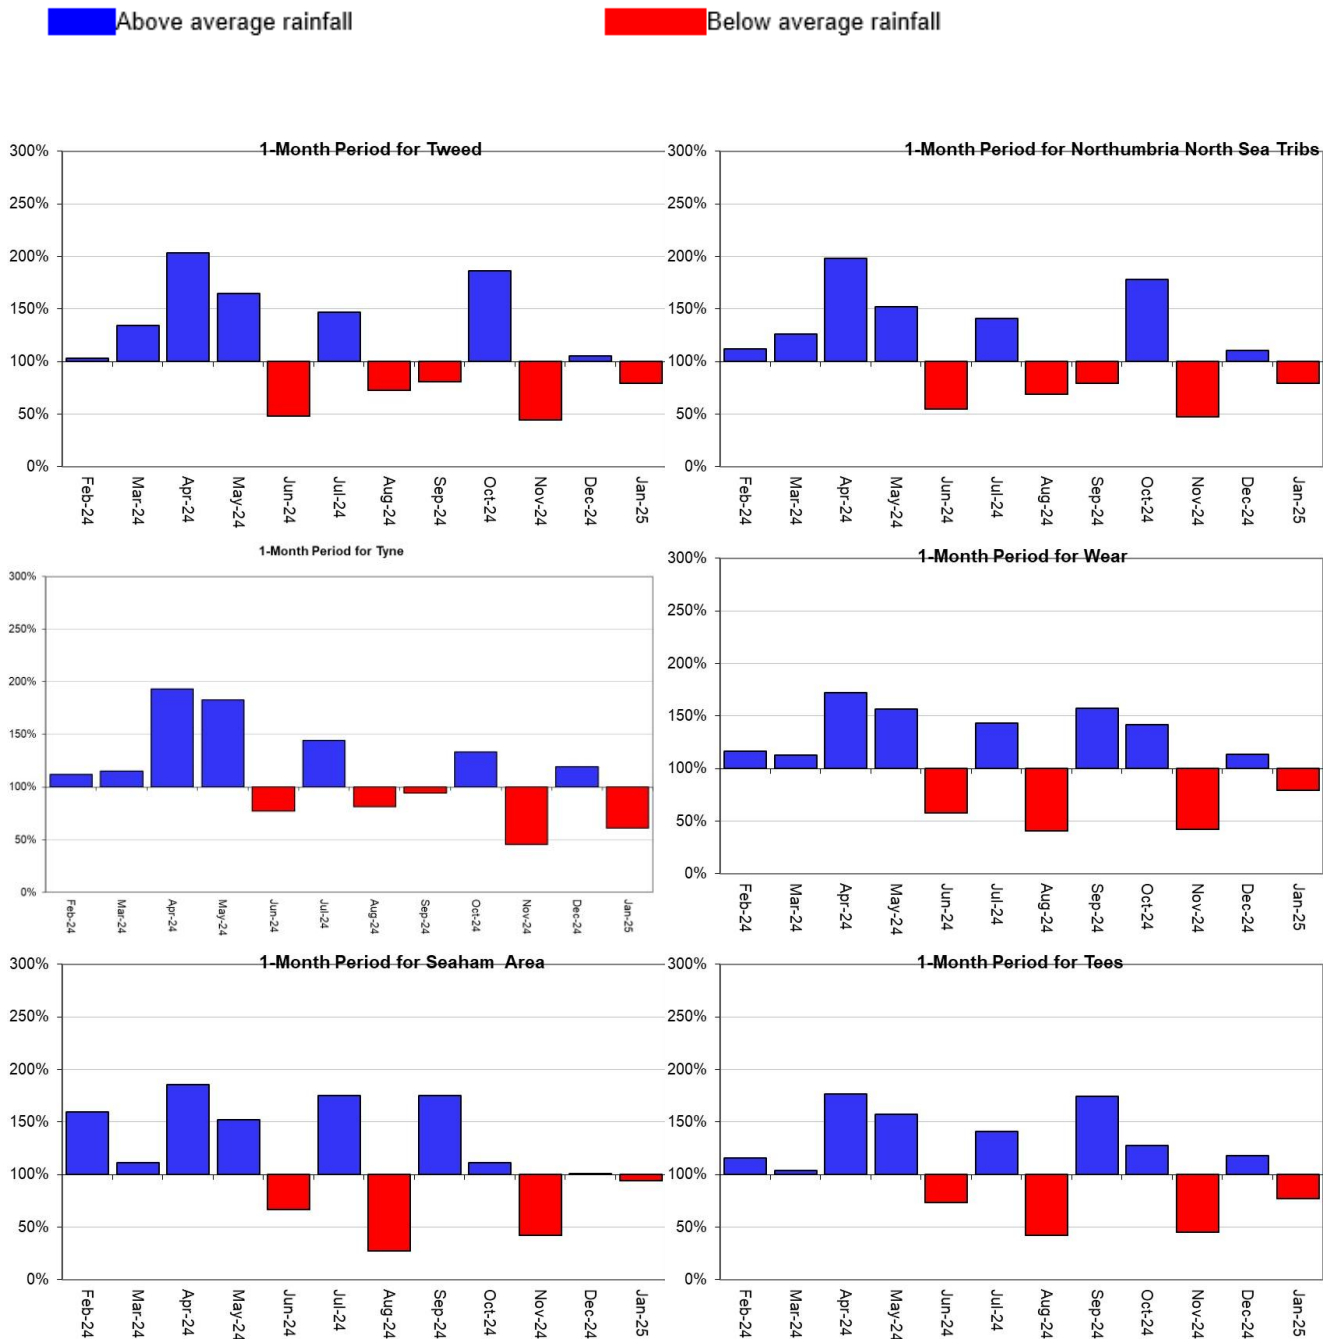 Above average rainfall
Below average rainfall
1-Month Period for Tweed
300%
250%
200%
150%
100%
50%
0%
Feb-24
Mar-24
Apr-24
May-24
Jun-24
Jul-24
Aug-24
Sep-24
Oct-24
Nov-24
Dec-24
Jan-25
1-Month Period for Northumbria North Sea Tribs
300%
250%
200%
150%
100%
50%
0%
Feb-24
Mar-24
Apr-24
May-24
Jun-24
Jul-24
Aug-24
Sep-24
Oct-24
Nov-24
Dec-24
Jan-25
1-Month Period for Tyne
300%
250%
200%
150%
100%
50%
0%
Feb-24
Mar-24
Apr-24
May-24
Jun-24
Jul-24
Aug-24
Sep-24
Oct-24
Nov-24
Dec-24
Jan-25
1-Month Period for Wear
300%
250%
200%
150%
100%
50%
0%
Feb-24
Mar-24
Apr-24
May-24
Jun-24
Jul-24
Aug-24
Sep-24
Oct-24
Nov-24
Dec-24
Jan-25
1-Month Period for Seaham Area
300%
250%
200%
150%
100%
50%
0%
Feb-24
Mar-24
Apr-24
May-24
Jun-24
Jul-24
Aug-24
Sep-24
Oct-24
Nov-24
Dec-24
Jan-25
1-Month Period for Tees
300%
250%
200%
150%
100%
50%
0%
Feb-24
Mar-24
Apr-24
May-24
Jun-24
Jul-24
Aug-24
Sep-24
Oct-24
Nov-24
Dec-24
Jan-25